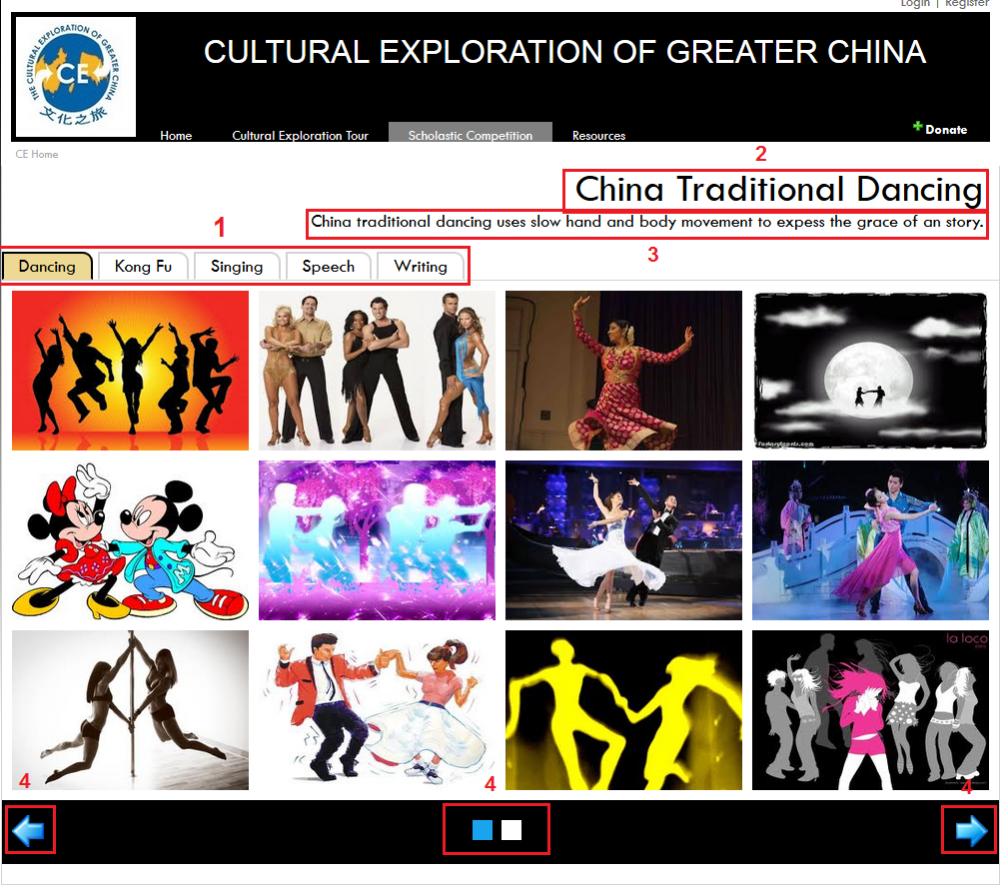 Login | Register
THE CULTURAL EXPLORATION OF GREATER CHINA
CE
文化之旅
CULTURAL EXPLORATION OF GREATER CHINA
Home Cultural Exploration Tour Scholastic Competition Resources
Donate
CE Home
2
China Traditional Dancing
1
China traditional dancing uses slow hand and body movement to expess the grace of an story.
3
Dancing Kong Fu Singing Speech Writing
fantasycards.com
la loco
4
4
4